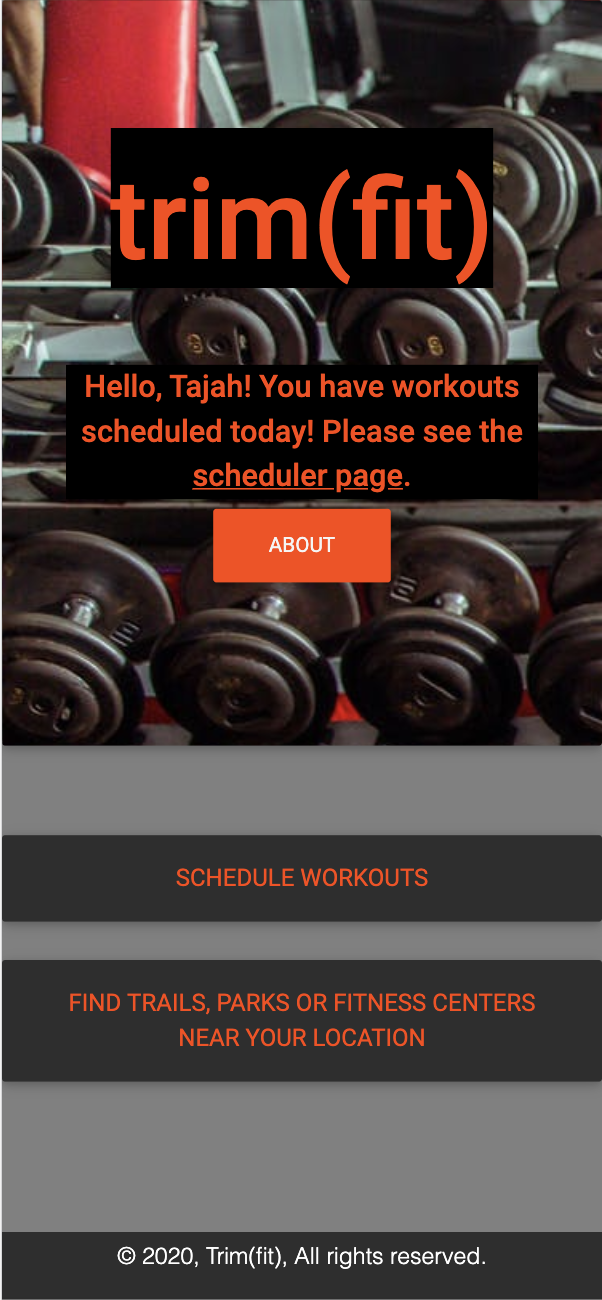 trim(fit)
Hello, Tajah! You have workouts
scheduled today! Please see the
scheduler page.
ABOUT
SCHEDULE WORKOUTS
FIND TRAILS, PARKS OR FITNESS CENTERS
NEAR YOUR LOCATION
© 2020, Trim(fit), All rights reserved.